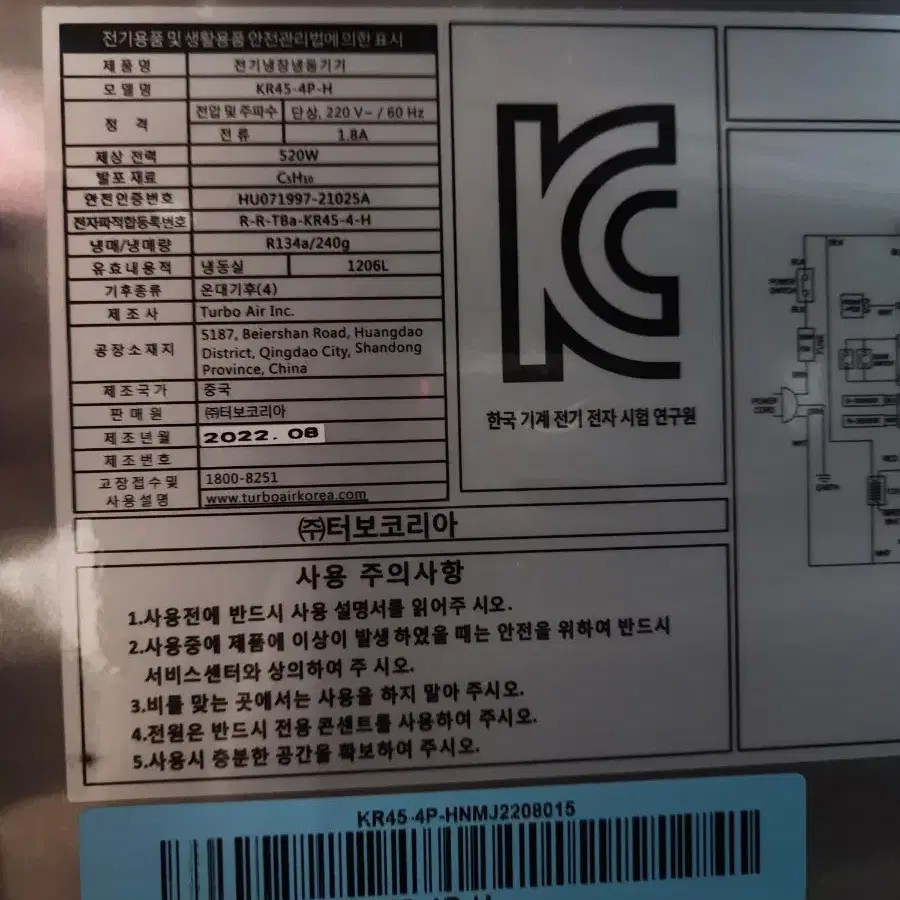 전기용품 및 생활용품 안전관리법에 의한 표시
제 품 명 전기냉장냉동기기
모 델 명 KR45-4P-H
정 격 전압 및 주파수 단상, 220 V~ / 60 Hz
전 류 1.8A
제상 전력 520W
발포 재료 C5H10
안전인증번호 HU071997-21025A
전자파적합등록번호 R-R-TBa-KR45-4-H
냉매/냉매량 R134a/240g
유효내용적 냉동실 1206L
기후종류 온대기후(4)
제 조 사 Turbo Air Inc.
공장소재지 5187, Beiershan Road, Huangdao
District, Qingdao City, Shandong
Province, China
제조국가 중국
판 매 원 ㈜터보코리아
제조년월 2022. 08
제조번호
고장접수 및 1800-8251
사용설명 www.turboairkorea.com
한국 기계 전기 전자 시험 연구원
㈜터보코리아
사용 주의사항
1.사용전에 반드시 사용 설명서를 읽어주 시오.
2.사용중에 제품에 이상이 발생하였을 때는 안전을 위하여 반드시
서비스센터와 상의하여 주 시오.
3.비를 맞는 곳에서는 사용을 하지 말아 주시오.
4.전원은 반드시 전용 콘센트를 사용하여 주시오.
5.사용시 충분한 공간을 확보하여 주시오.
BLK
BLK
POWER
SWITCH
BLK
FUSE
POWER
CORD
WHT
EARTH
RED
WHT
KR45-4P-HNMJ2208015